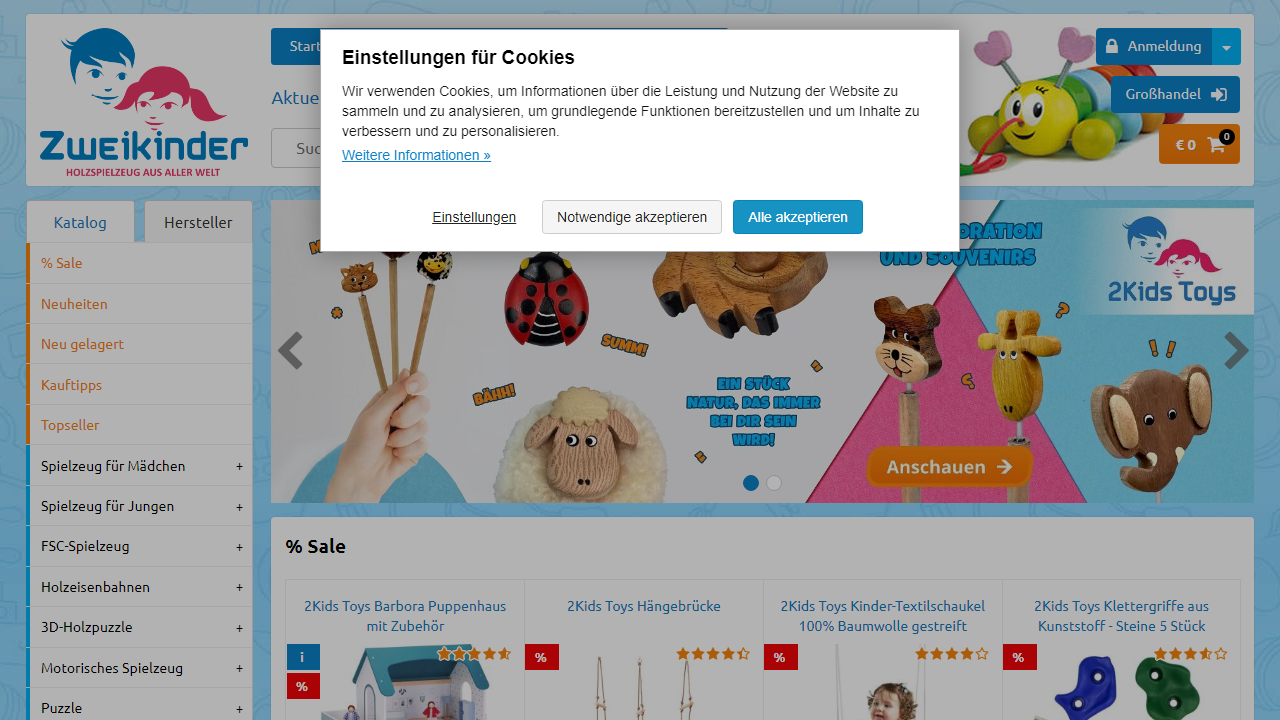 Zweikinder
HOLZSPIELZEUG AUS ALLER WELT
Start
Aktue
Suc
Anmeldung
Großhandel
€ 0
0
Einstellungen für Cookies
Wir verwenden Cookies, um Informationen über die Leistung und Nutzung der Website zu
sammeln und zu analysieren, um grundlegende Funktionen bereitzustellen und um Inhalte zu
verbessern und zu personalisieren.
Weitere Informationen »
Einstellungen
Notwendige akzeptieren
Alle akzeptieren
Katalog
Hersteller
% Sale
Neuheiten
Neu gelagert
Kauftipps
Topseller
Spielzeug für Mädchen +
Spielzeug für Jungen +
FSC-Spielzeug +
Holzeisenbahnen +
3D-Holzpuzzle +
Motorisches Spielzeug +
Puzzle +
UND SOUVENIRS
2Kids Toys
SUMM!
BÄHH!
EIN STÜCK
NATUR, DAS IMMER
BEI DIR SEIN
WIRD!
Anschauen
% Sale
2Kids Toys Barbora Puppenhaus
mit Zubehör
i
%
2Kids Toys Hängebrücke
%
2Kids Toys Kinder-Textilschaukel
100% Baumwolle gestreift
%
2Kids Toys Klettergriffe aus
Kunststoff - Steine 5 Stück
%